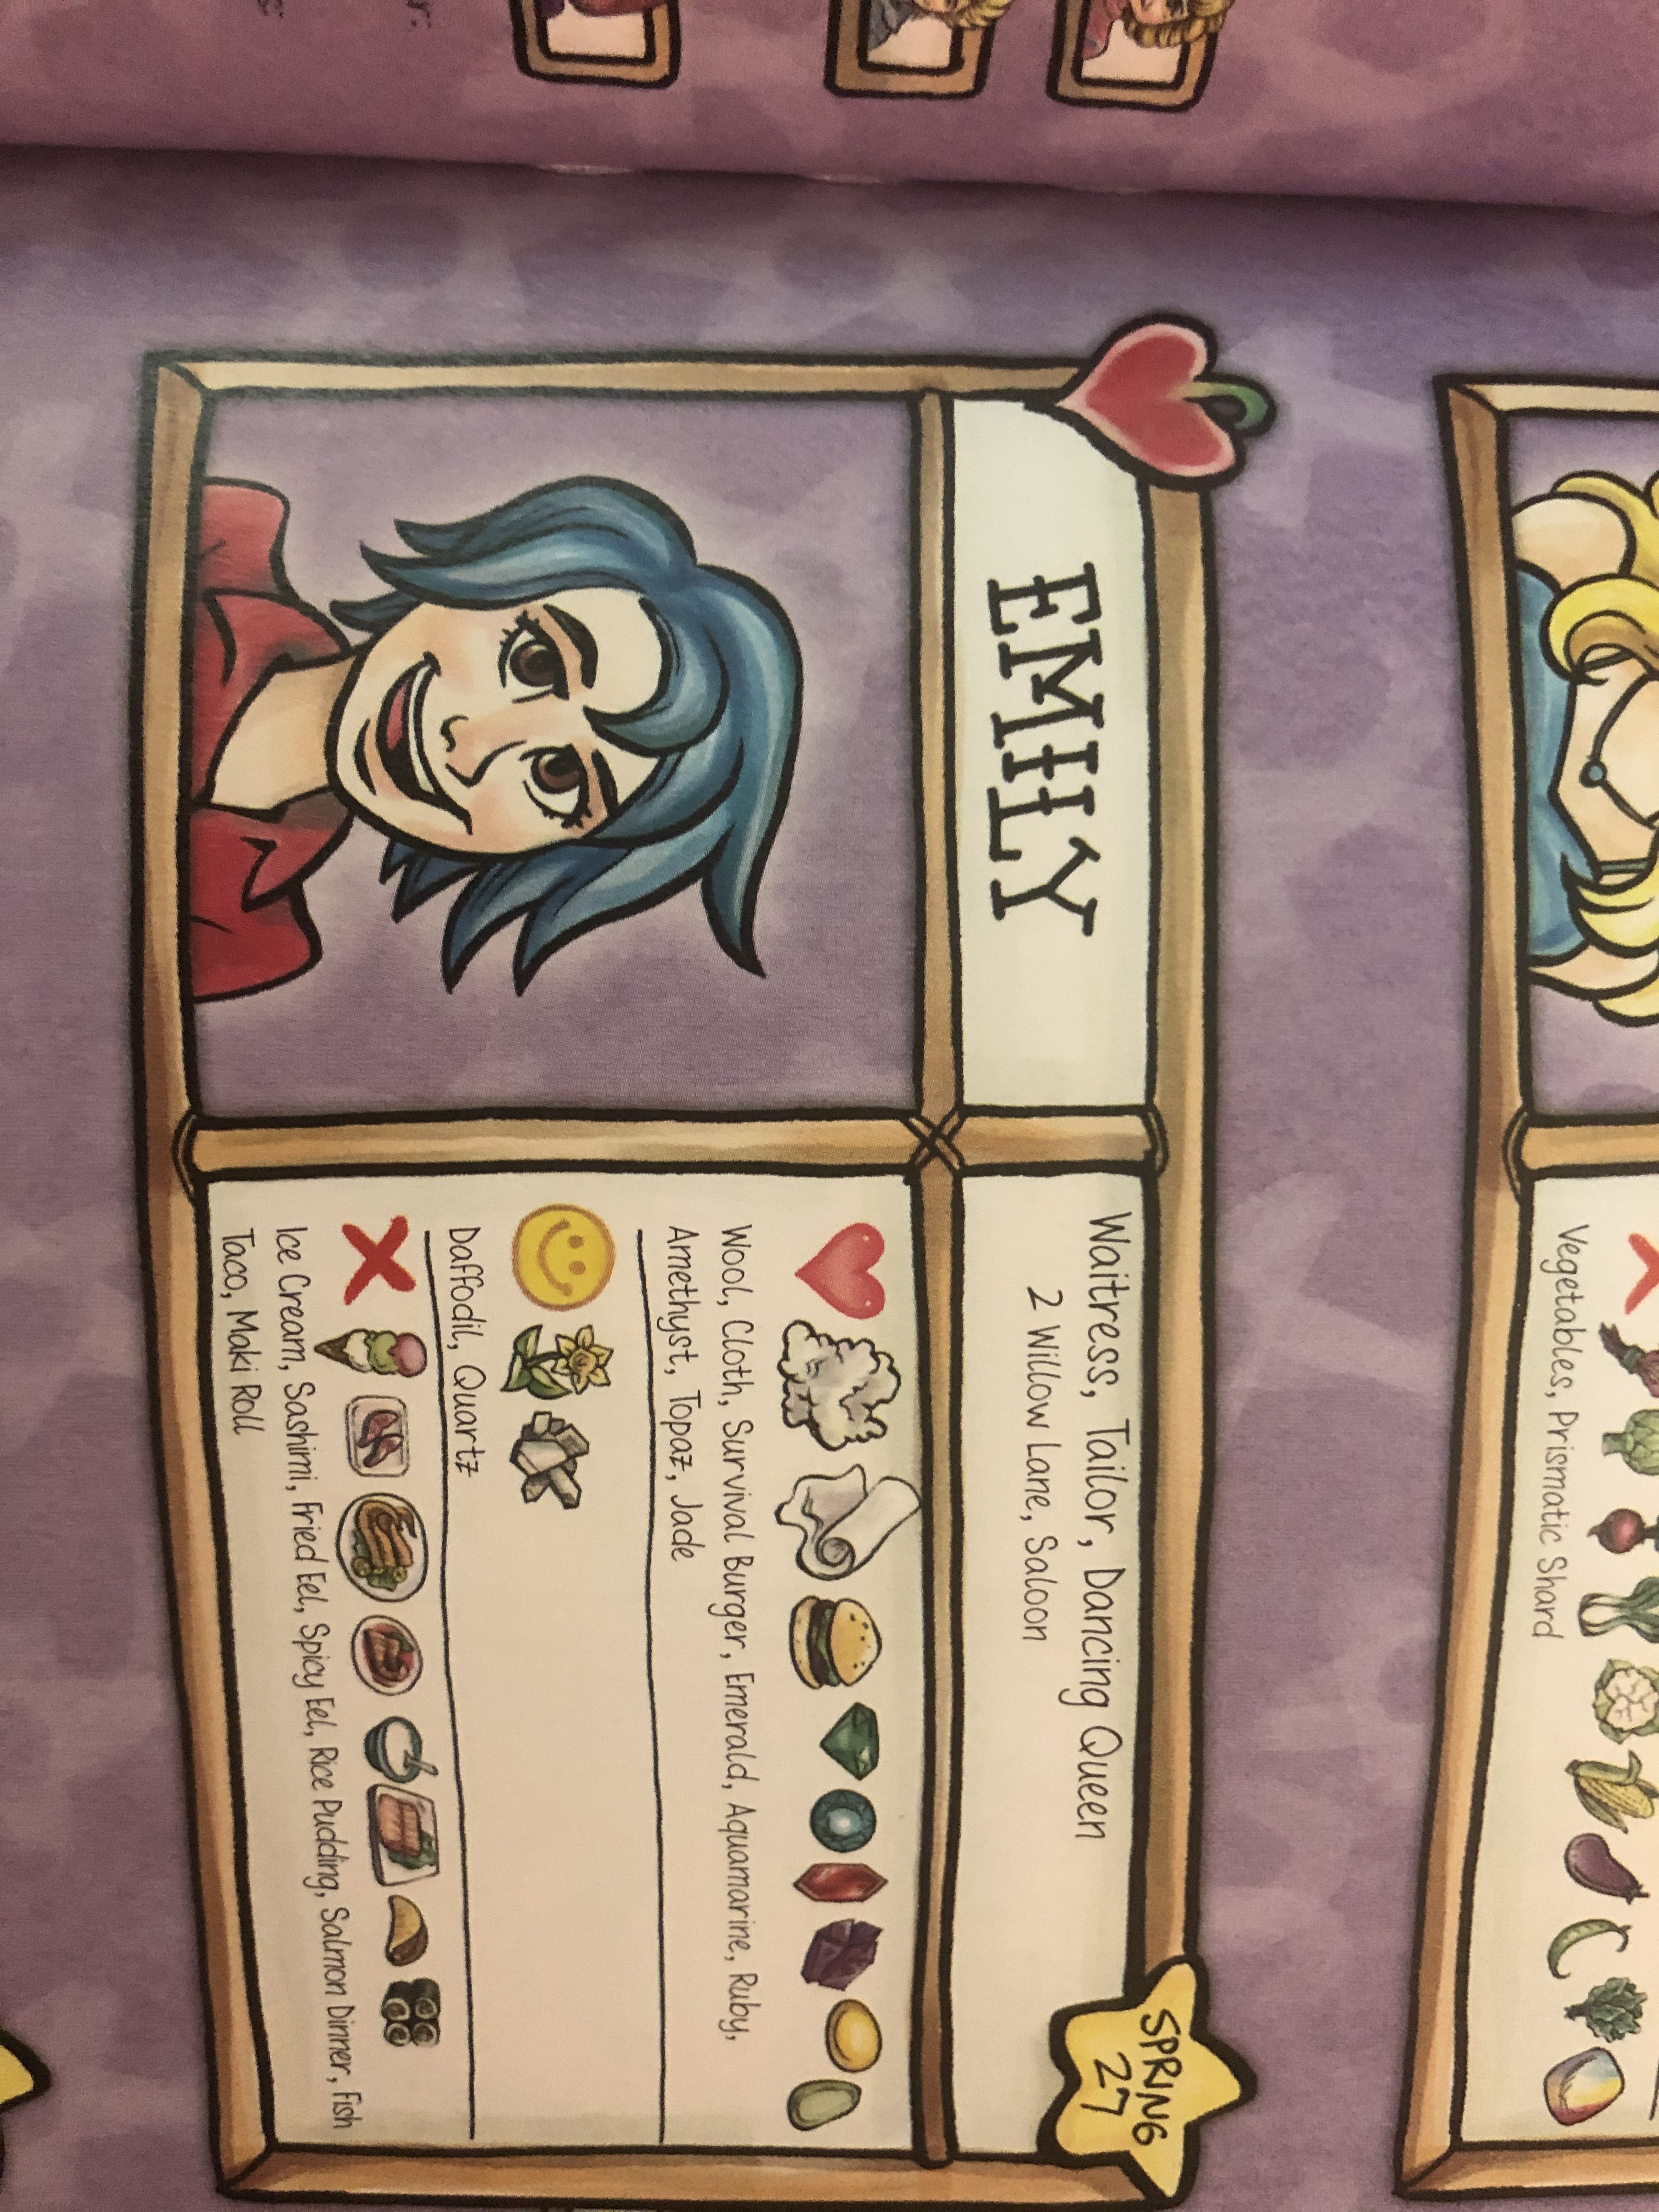 Vegetables, Prismatic Shard
EMILY
Waitress, Tailor, Dancing Queen
2 Willow Lane, Saloon
SPRING
27
Wool, Cloth, Survival Burger, Emerald, Aquamarine, Ruby,
Amethyst, Topaz, Jade
Daffodil, Quartz
Ice Cream, Sashimi, Fried Eel, Spicy Eel, Rice Pudding, Salmon Dinner, Fish
Taco, Maki Roll